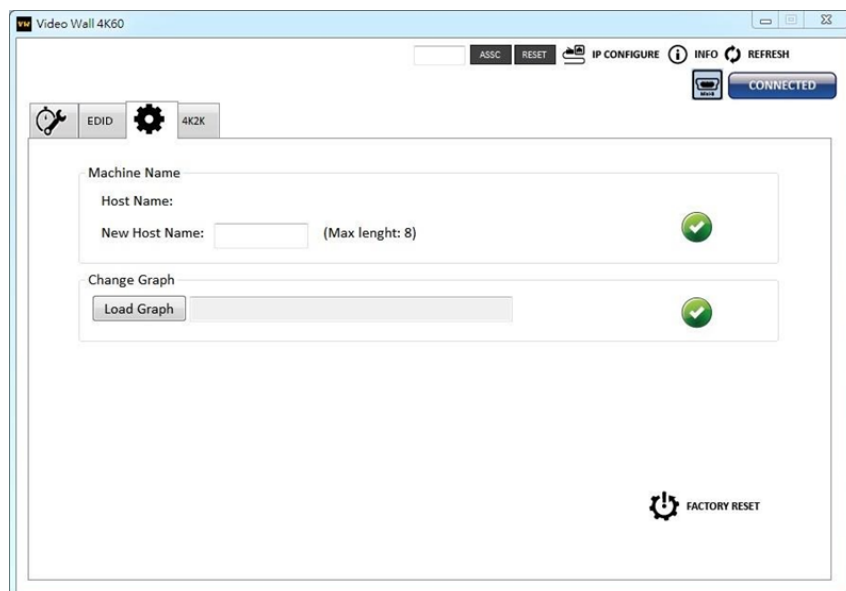 VW Video Wall 4K60
ASSC RESET IP CONFIGURE INFO REFRESH
CONNECTED
EDID 4K2K
Machine Name
Host Name:
New Host Name: (Max lenght: 8)
Change Graph
Load Graph
FACTORY RESET